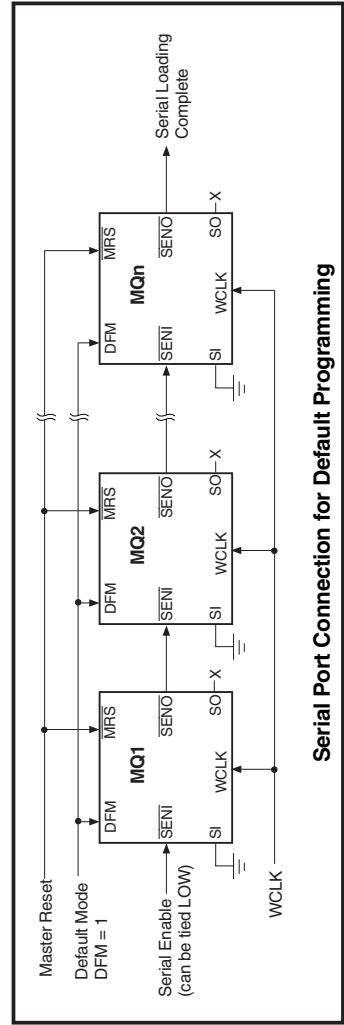 Master Reset
Default Mode
DFM = 1
DFM MRS
MQ1
Serial Enable
(can be tied LOW)
SENI SENO
WCLK
SI SO X
DFM MRS
MQ2
SENI SENO
WCLK
SI SO X
DFM MRS
MQn
SENI SENO
WCLK
SI SO X
Serial Loading
Complete
WCLK
Serial Port Connection for Default Programming